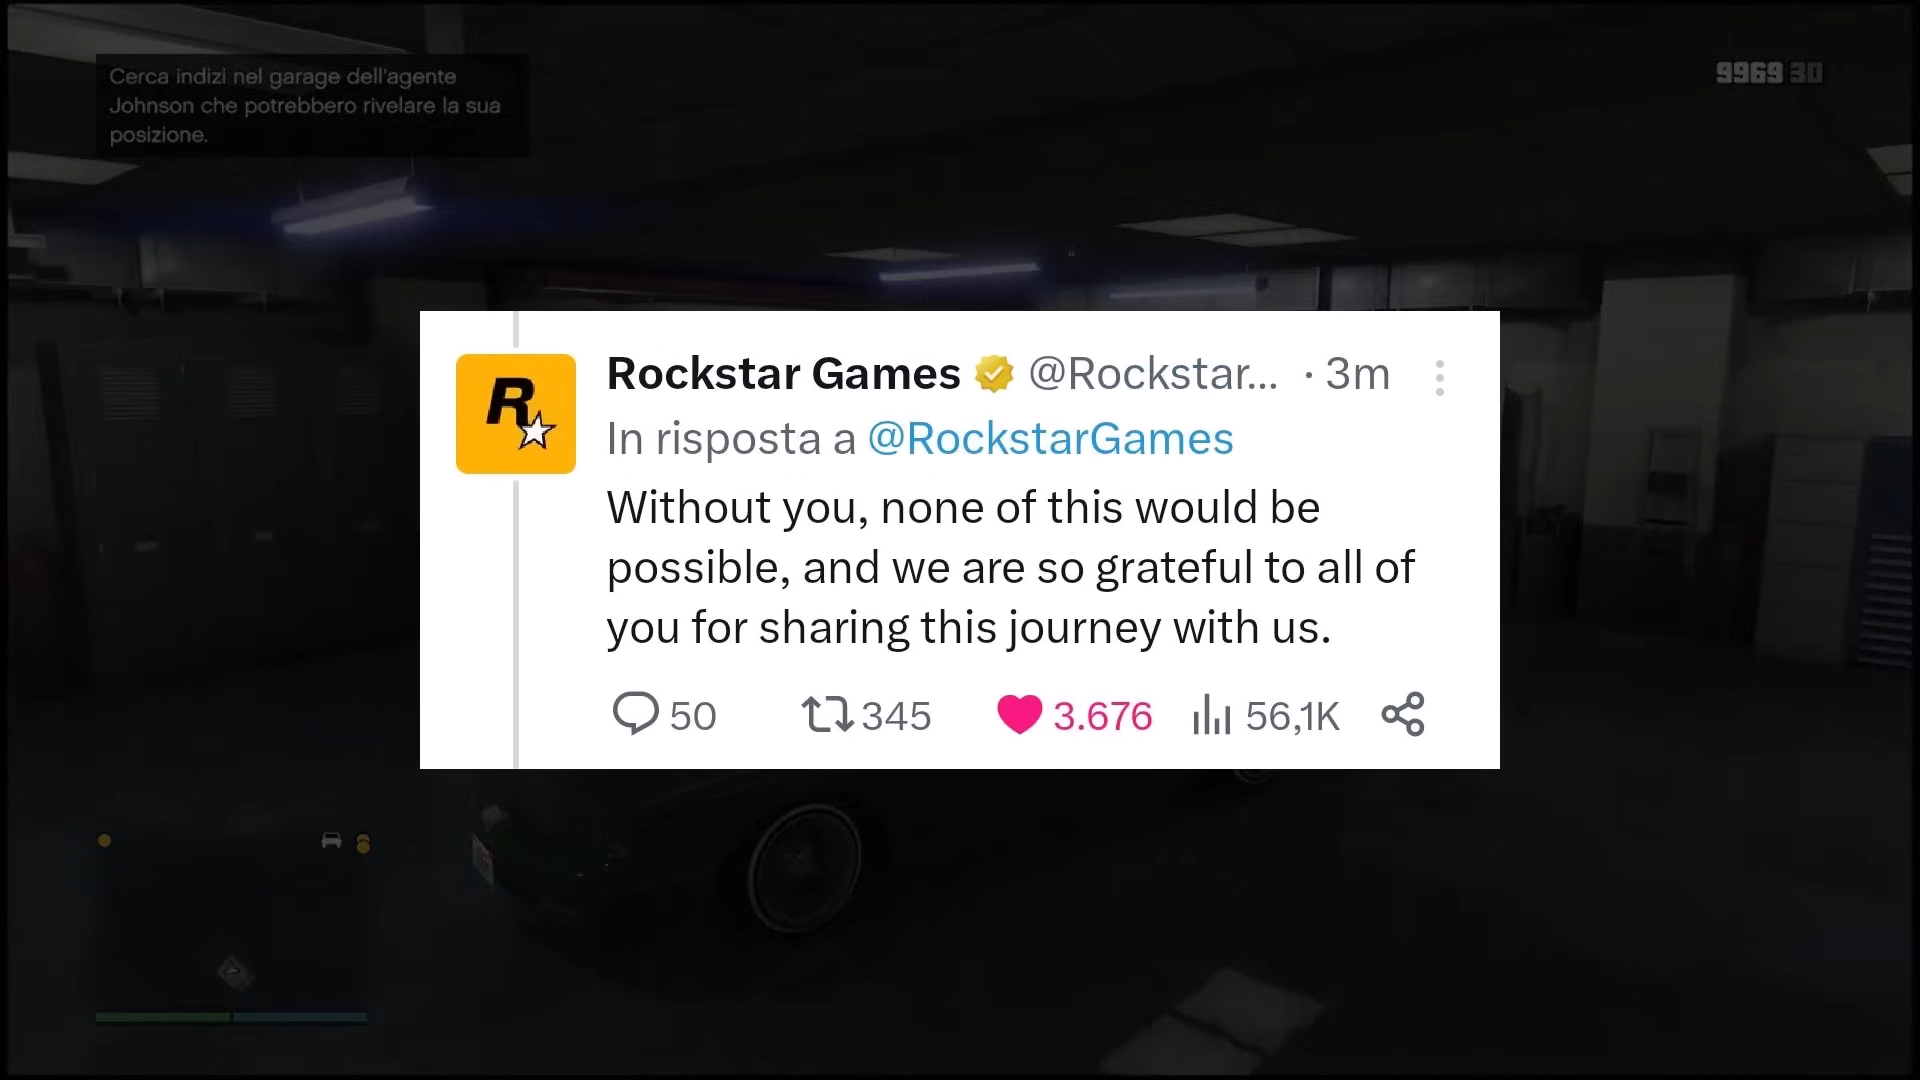 Cerca indizi nel garage dell'agente
Johnson che potrebbero rivelare la sua
posizione.
9969 30
R
Rockstar Games @Rockstar... · 3m
In risposta a @RockstarGames
Without you, none of this would be
possible, and we are so grateful to all of
you for sharing this journey with us.
50 345 3.676 56,1K